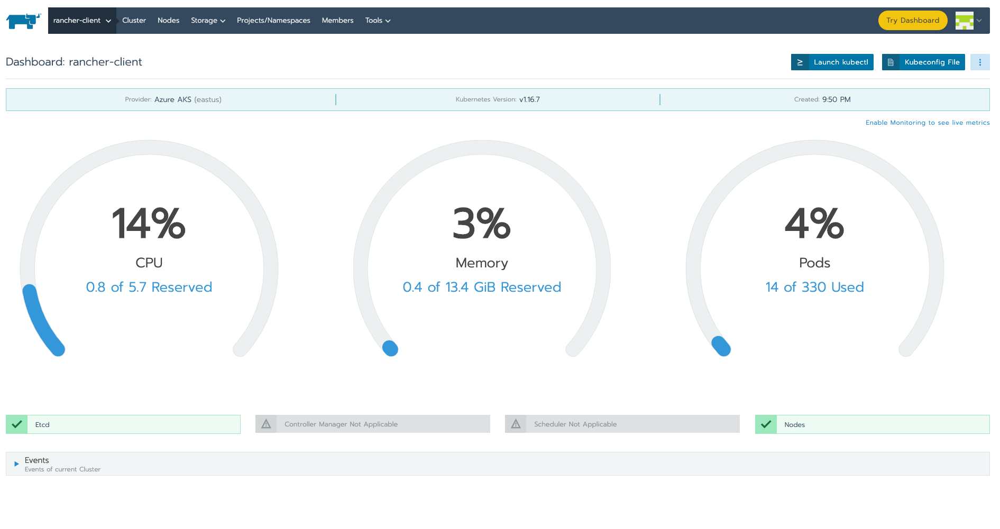 rancher-client Cluster Nodes Storage Projects/Namespaces Members Tools Try Dashboard
Dashboard: rancher-client Launch kubectl Kubeconfig File
Provider: Azure AKS (eastus) Kubernetes Version: v1.16.7 Created: 9:50 PM
Enable Monitoring to see live metrics
14%
CPU
0.8 of 5.7 Reserved
3%
Memory
0.4 of 13.4 GiB Reserved
4%
Pods
14 of 330 Used
Etcd
Controller Manager Not Applicable
Scheduler Not Applicable
Nodes
Events
Events of current Cluster